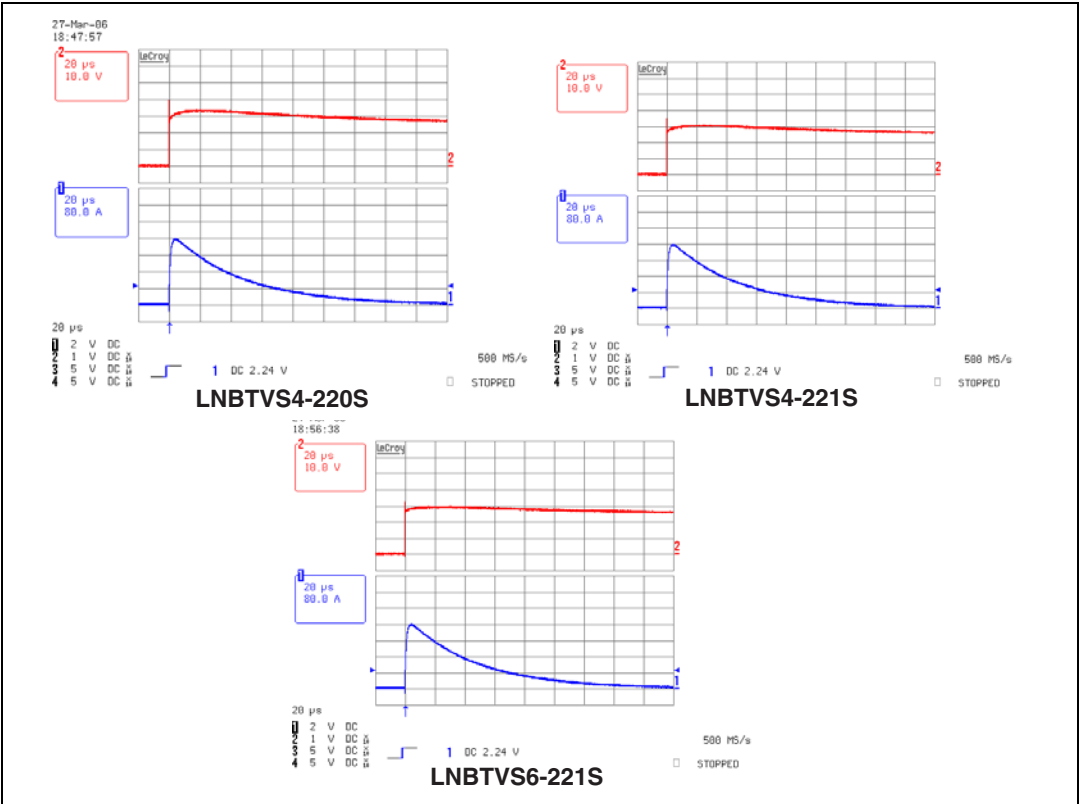 27-Mar-06
18:47:57
2
20 µs
10.0 V
LeCroy
2
1
20 µs
80.0 A
1
20 µs
1 2 V DC
2 1 V DC
3 5 V DC
4 5 V DC
1 DC 2.24 V
500 MS/s
STOPPED
LNBTVS4-220S
2
20 µs
10.0 V
LeCroy
2
1
20 µs
80.0 A
1
20 µs
1 2 V DC
2 1 V DC
3 5 V DC
4 5 V DC
1 DC 2.24 V
500 MS/s
STOPPED
LNBTVS4-221S
18:56:38
2
20 µs
10.0 V
LeCroy
2
1
20 µs
80.0 A
1
20 µs
1 2 V DC
2 1 V DC
3 5 V DC
4 5 V DC
1 DC 2.24 V
500 MS/s
STOPPED
LNBTVS6-221S